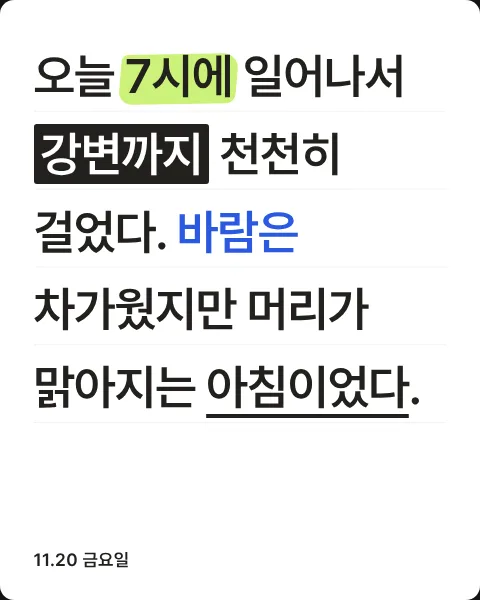 오늘 7시에 일어나서
강변까지 천천히
걸었다. 바람은
차가웠지만 머리가
맑아지는 아침이었다.
11.20 금요일